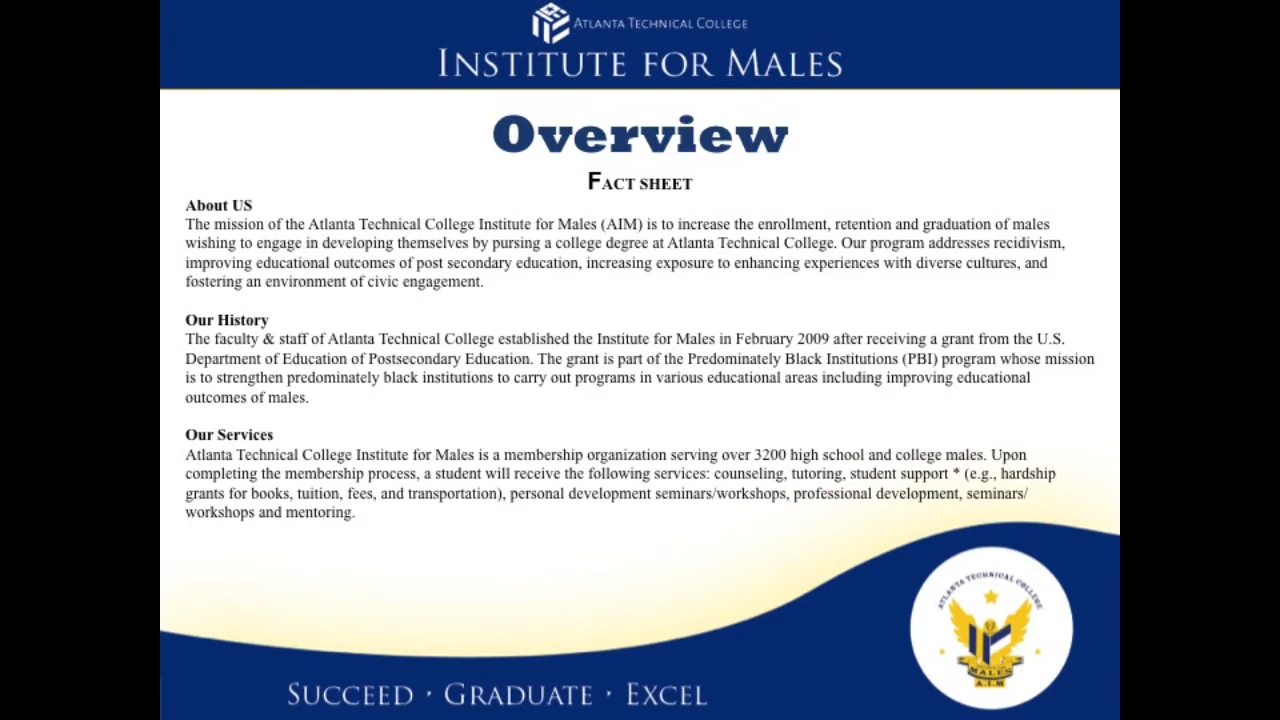 ATLANTA TECHNICAL COLLEGE
INSTITUTE FOR MALES
Overview
FACT SHEET
About US
The mission of the Atlanta Technical College Institute for Males (AIM) is to increase the enrollment, retention and graduation of males
wishing to engage in developing themselves by pursing a college degree at Atlanta Technical College. Our program addresses recidivism,
improving educational outcomes of post secondary education, increasing exposure to enhancing experiences with diverse cultures, and
fostering an environment of civic engagement.
Our History
The faculty & staff of Atlanta Technical College established the Institute for Males in February 2009 after receiving a grant from the U.S.
Department of Education of Postsecondary Education. The grant is part of the Predominately Black Institutions (PBI) program whose mission
is to strengthen predominately black institutions to carry out programs in various educational areas including improving educational
outcomes of males.
Our Services
Atlanta Technical College Institute for Males is a membership organization serving over 3200 high school and college males. Upon
completing the membership process, a student will receive the following services: counseling, tutoring, student support * (e.g., hardship
grants for books, tuition, fees, and transportation), personal development seminars/workshops, professional development, seminars/
workshops and mentoring.
ATLANTA TECHNICAL COLLEGE
MALES
A.I.M
SUCCEED · GRADUATE · EXCEL